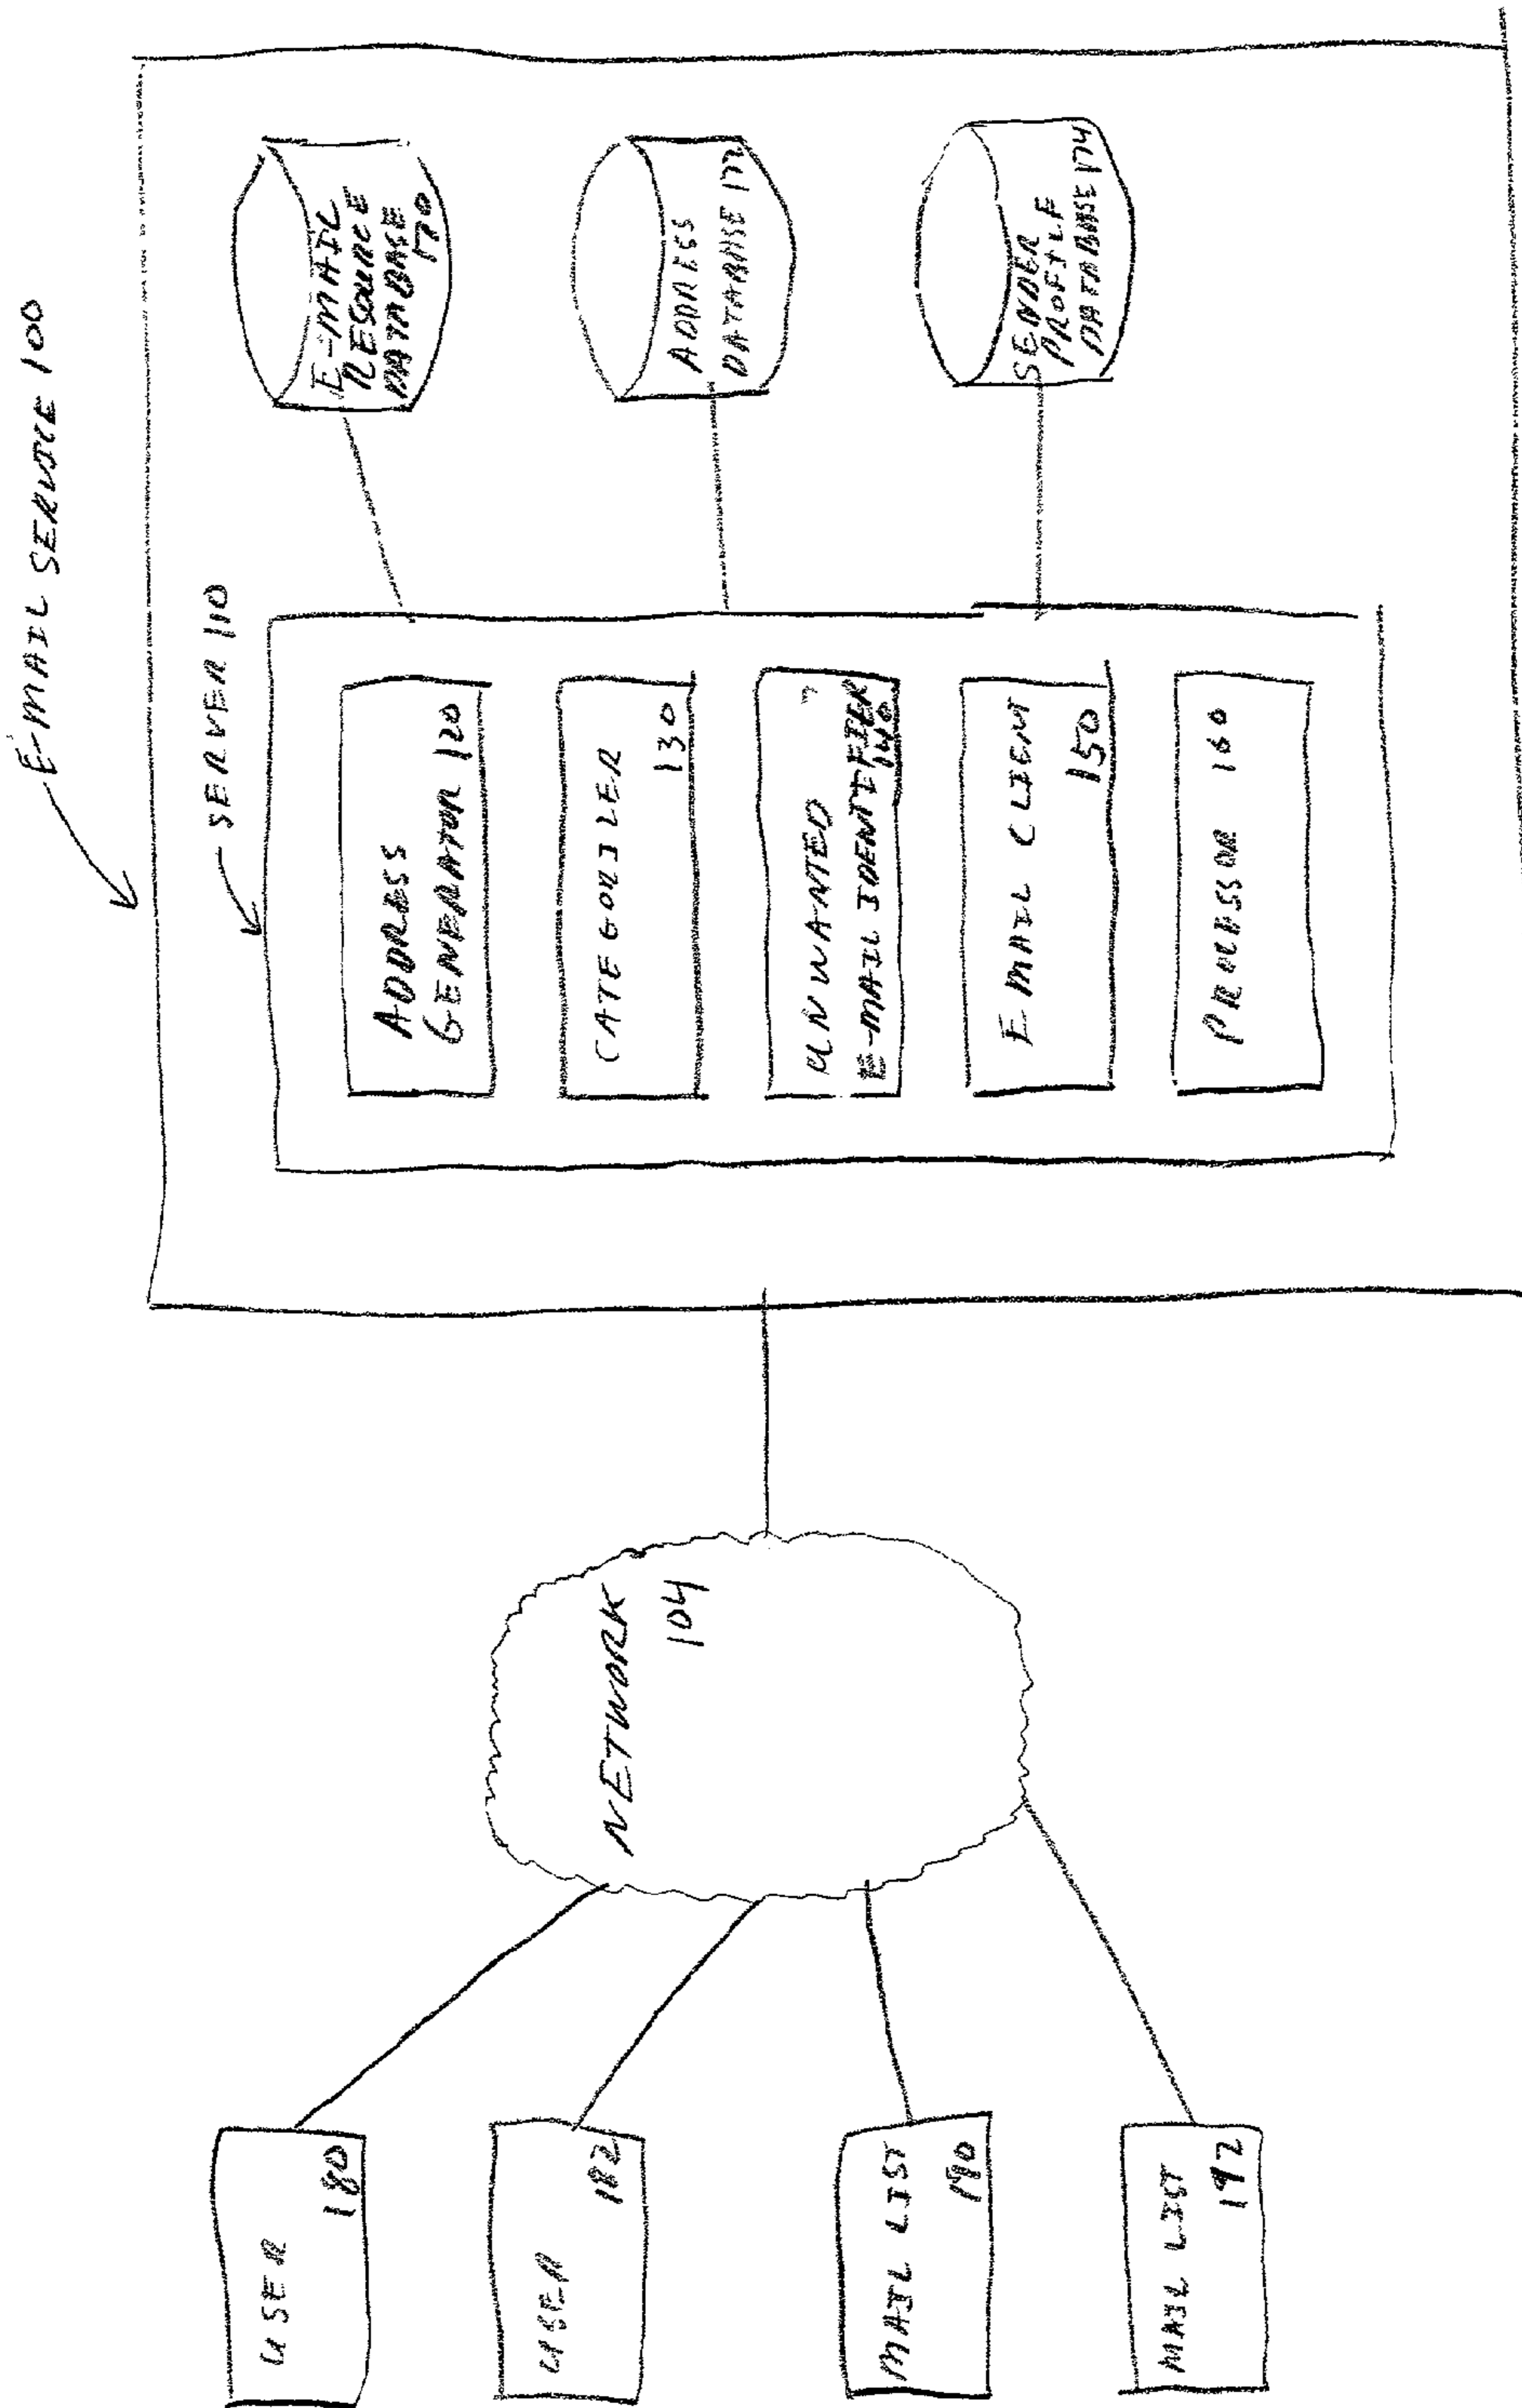 E-MAIL SERVICE 100
SERVER 110
ADDRESS
GENERATOR 120
CATEGORIZER
130
UNWANTED
E-MAIL IDENTIFIER
140
E MAIL CLIENT
150
PROCESSOR 160
E-MAIL
RESOURCE
DATABASE
170
ADDRESS
DATABASE 172
SENDER
PROFILE
DATABASE 174
NETWORK
104
USER
180
USER
182
MAIL LIST
190
MAIL LIST
192